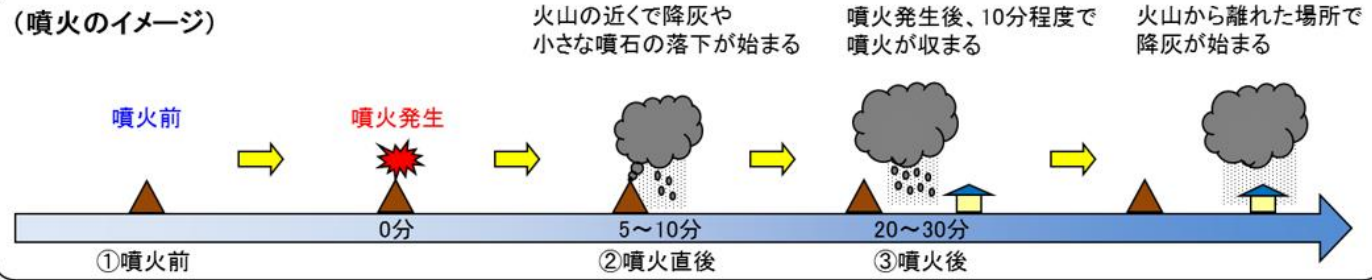 (噴火のイメージ)
火山の近くで降灰や
小さな噴石の落下が始まる
噴火発生後、10分程度で
噴火が収まる
火山から離れた場所で
降灰が始まる
噴火前
噴火発生
0分
5～10分
20～30分
①噴火前
②噴火直後
③噴火後